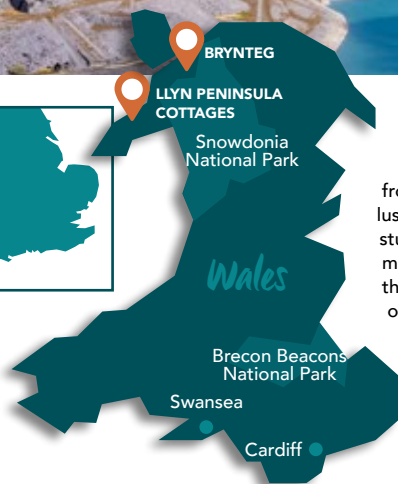 BRYNTEG
LLYN PENINSULA
COTTAGES
Snowdonia
National Park
Wales
Brecon Beacons
National Park
Swansea
Cardiff